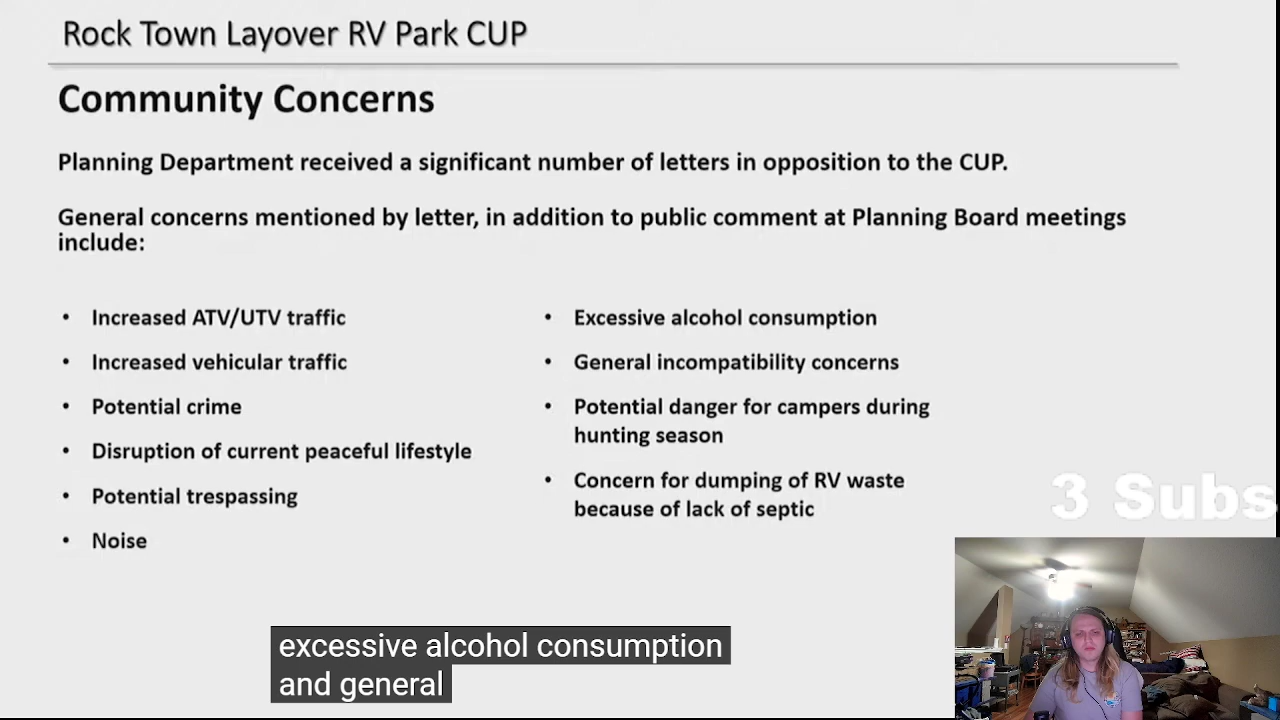 Rock Town Layover RV Park CUP
Community Concerns
Planning Department received a significant number of letters in opposition to the CUP.
General concerns mentioned by letter, in addition to public comment at Planning Board meetings
include:
• Increased ATV/UTV traffic
• Increased vehicular traffic
• Potential crime
• Disruption of current peaceful lifestyle
• Potential trespassing
• Noise
• Excessive alcohol consumption
• General incompatibility concerns
• Potential danger for campers during
hunting season
• Concern for dumping of RV waste
because of lack of septic
3 Subs
excessive alcohol consumption
and general